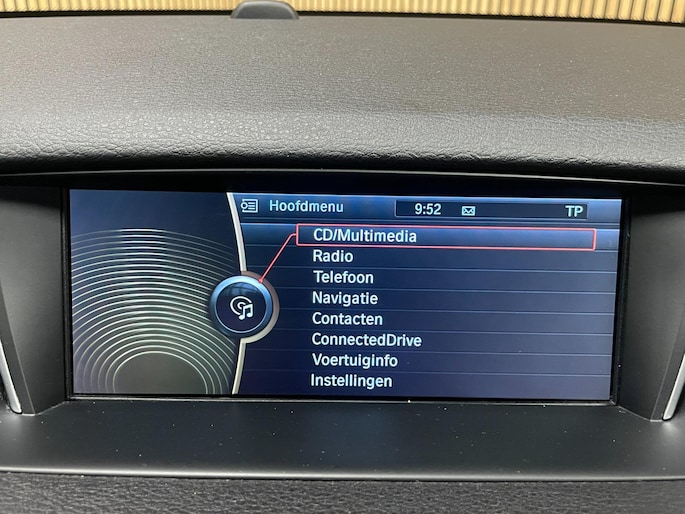 Hoofdmenu 9:52 TP
CD/Multimedia
Radio
Telefoon
Navigatie
Contacten
ConnectedDrive
Voertuiginfo
Instellingen